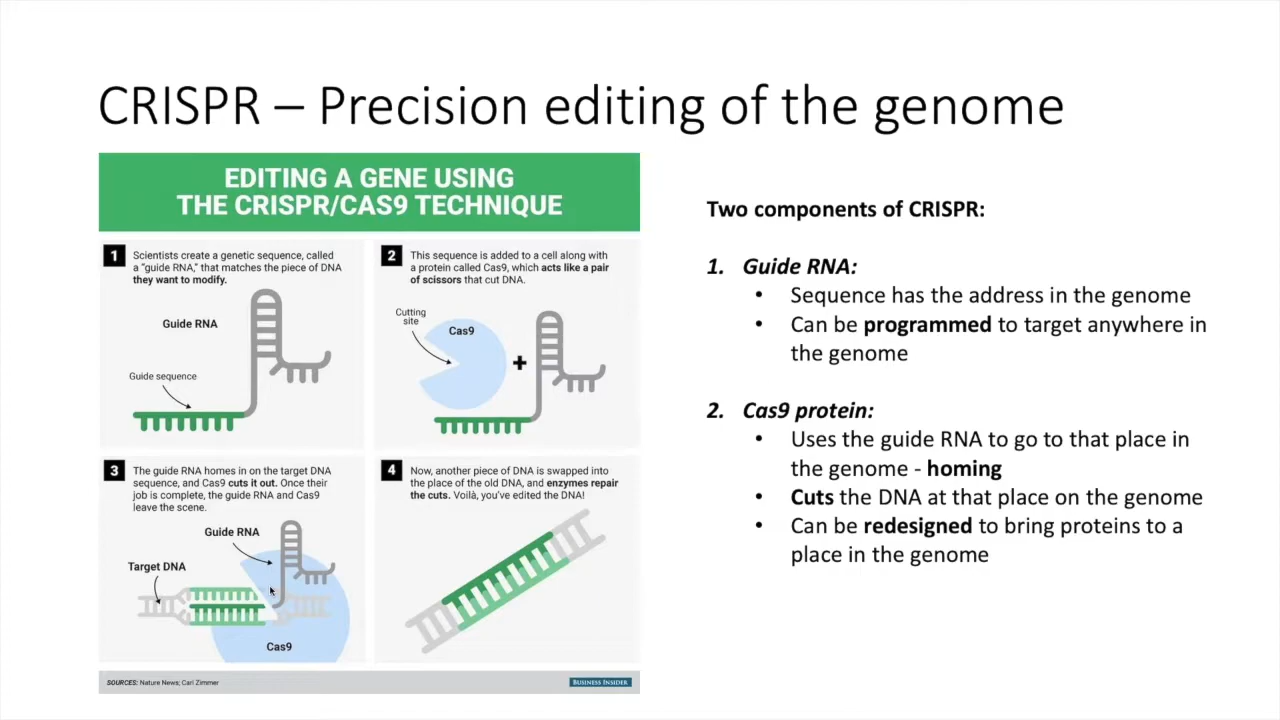 CRISPR – Precision editing of the genome
EDITING A GENE USING
THE CRISPR/CAS9 TECHNIQUE
1
Scientists create a genetic sequence, called
a "guide RNA," that matches the piece of DNA
they want to modify.
Guide RNA
Guide sequence
2
This sequence is added to a cell along with
a protein called Cas9, which acts like a pair
of scissors that cut DNA.
Cutting
site
Cas9
+
3
The guide RNA homes in on the target DNA
sequence, and Cas9 cuts it out. Once their
job is complete, the guide RNA and Cas9
leave the scene.
Guide RNA
Target DNA
Cas9
4
Now, another piece of DNA is swapped into
the place of the old DNA, and enzymes repair
the cuts. Voilà, you've edited the DNA!
SOURCES: Nature News; Carl Zimmer
BUSINESS INSIDER
Two components of CRISPR:
1. Guide RNA:
• Sequence has the address in the genome
• Can be programmed to target anywhere in
the genome
2. Cas9 protein:
• Uses the guide RNA to go to that place in
the genome - homing
• Cuts the DNA at that place on the genome
• Can be redesigned to bring proteins to a
place in the genome